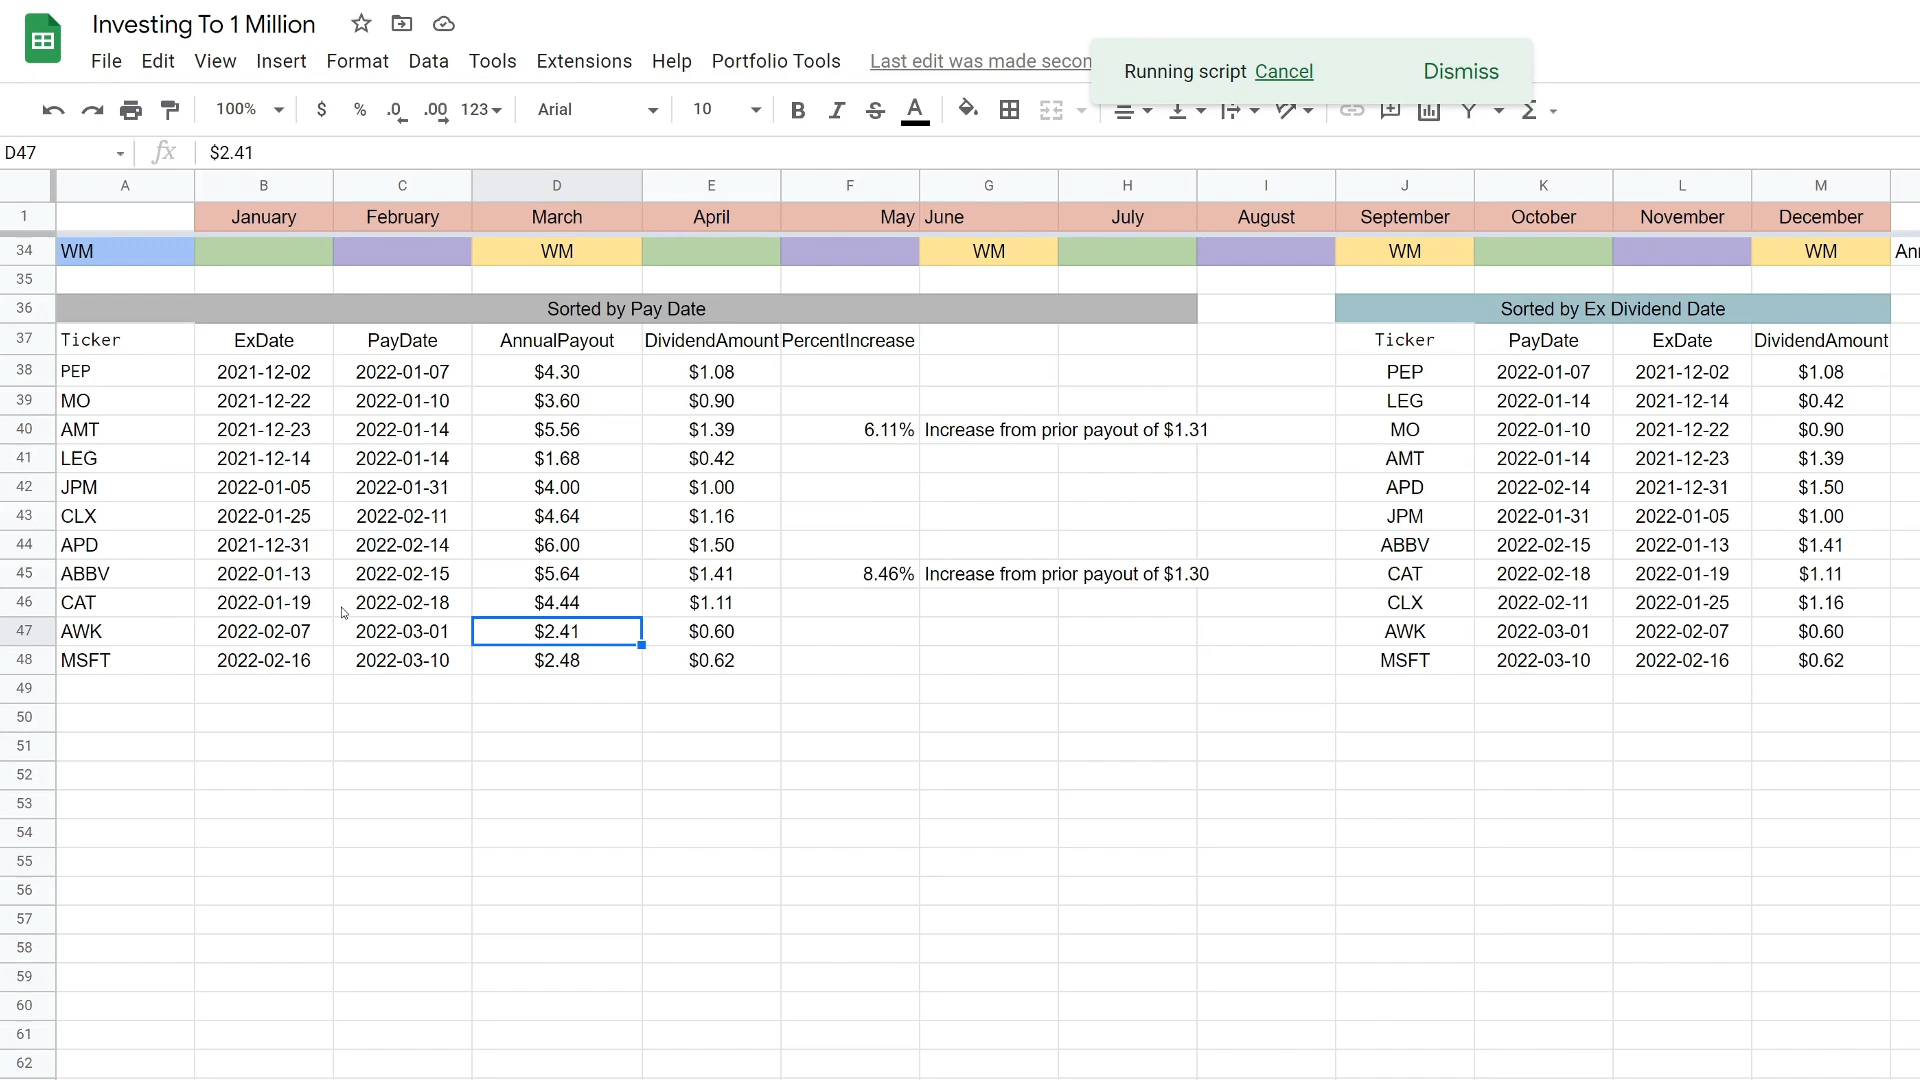 Investing To 1 Million
File Edit View Insert Format Data Tools Extensions Help Portfolio Tools Last edit was made secon
Running script Cancel Dismiss
100% $ % .0 .00 123 Arial 10 B I S A Σ
D47 fx $2.41
A B C D E F G H I J K L M
1 January February March April May June July August September October November December
34 WM WM WM WM WM
35
36 Sorted by Pay Date Sorted by Ex Dividend Date
37 Ticker ExDate PayDate AnnualPayout DividendAmount PercentIncrease Ticker PayDate ExDate DividendAmount
38 PEP 2021-12-02 2022-01-07 $4.30 $1.08 PEP 2022-01-07 2021-12-02 $1.08
39 MO 2021-12-22 2022-01-10 $3.60 $0.90 LEG 2022-01-14 2021-12-14 $0.42
40 AMT 2021-12-23 2022-01-14 $5.56 $1.39 6.11% Increase from prior payout of $1.31 MO 2022-01-10 2021-12-22 $0.90
41 LEG 2021-12-14 2022-01-14 $1.68 $0.42 AMT 2022-01-14 2021-12-23 $1.39
42 JPM 2022-01-05 2022-01-31 $4.00 $1.00 APD 2022-02-14 2021-12-31 $1.50
43 CLX 2022-01-25 2022-02-11 $4.64 $1.16 JPM 2022-01-31 2022-01-05 $1.00
44 APD 2021-12-31 2022-02-14 $6.00 $1.50 ABBV 2022-02-15 2022-01-13 $1.41
45 ABBV 2022-01-13 2022-02-15 $5.64 $1.41 8.46% Increase from prior payout of $1.30 CAT 2022-02-18 2022-01-19 $1.11
46 CAT 2022-01-19 2022-02-18 $4.44 $1.11 CLX 2022-02-11 2022-01-25 $1.16
47 AWK 2022-02-07 2022-03-01 $2.41 $0.60 AWK 2022-03-01 2022-02-07 $0.60
48 MSFT 2022-02-16 2022-03-10 $2.48 $0.62 MSFT 2022-03-10 2022-02-16 $0.62
49
50
51
52
53
54
55
56
57
58
59
60
61
62